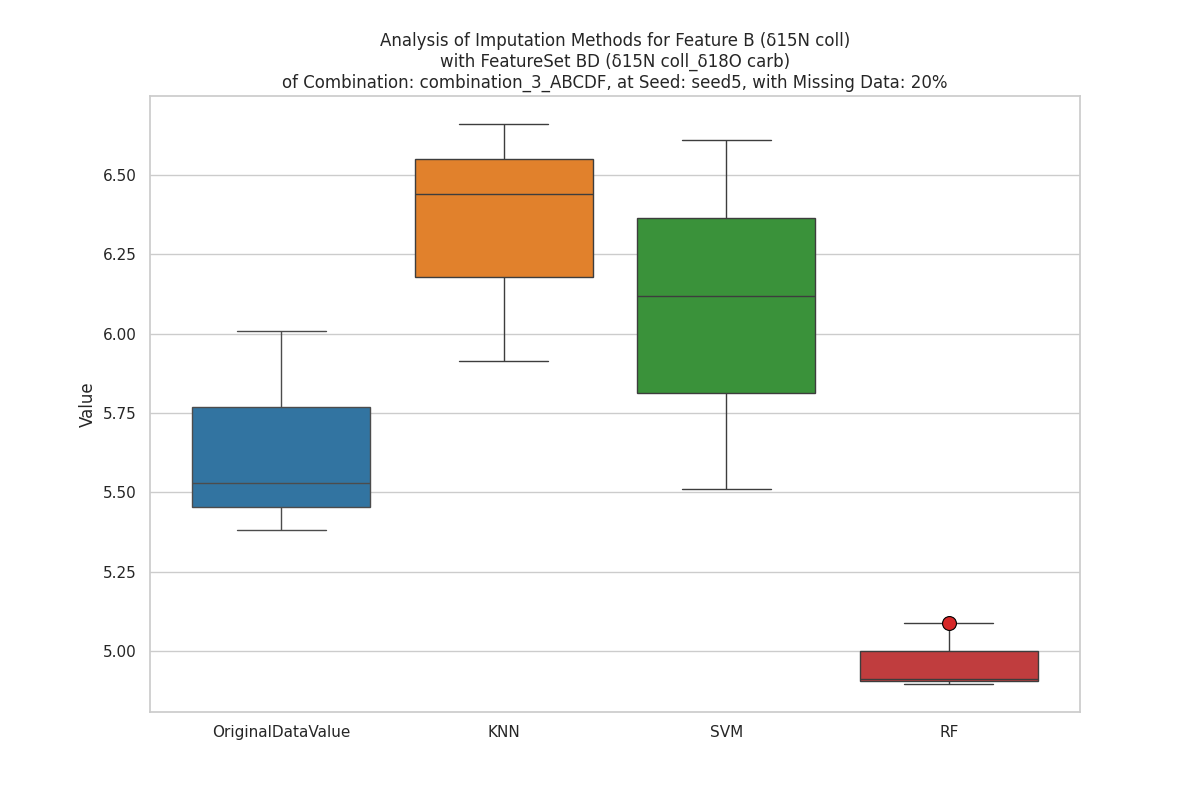 Analysis of Imputation Methods for Feature B (δ15N coll)
with FeatureSet BD (δ15N coll_δ18O carb)
of Combination: combination_3_ABCDF, at Seed: seed5, with Missing Data: 20%
6.50
6.25
6.00
5.75
5.50
5.25
5.00
Value
OriginalDataValue
KNN
SVM
RF